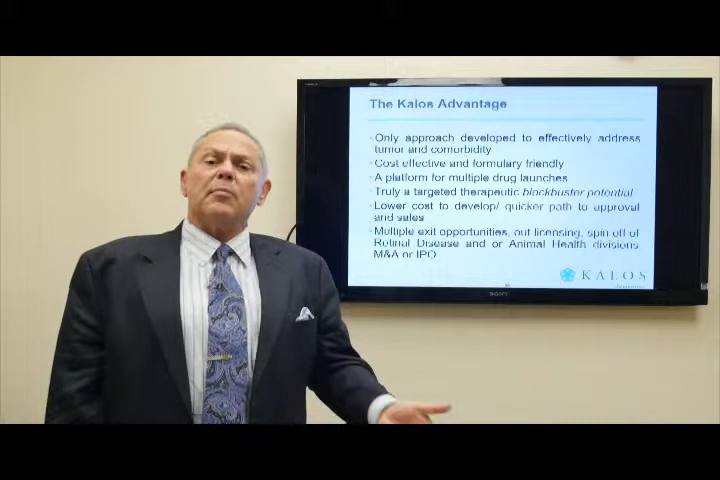 The Kalos Advantage
Only approach developed to effectively address
tumor and comorbidity
Cost effective and formulary friendly
A platform for multiple drug launches
Truly a targeted therapeutic blockbuster potential
Lower cost to develop/ quicker path to approval
and sales
Multiple exit opportunities, out licensing, spin off of
Retinal Disease and or Animal Health divisions
M&A or IPO
KALOS
SONY